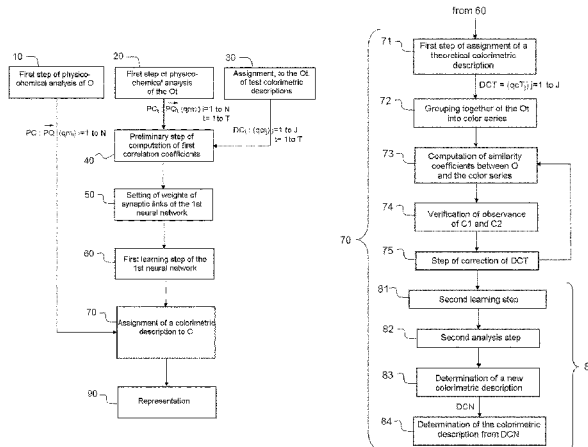 10
First step of physico-
chemical analysis of O
20
First step of physico-
chemical analysis
of the Ot
30
Assignment, to the Ot,
of test colorimetric
descriptions
PC : PQ (qmi)i=1 to N
PCt : PQt (qmi)i=1 to N
t= 1 to T
DCt : (qcj)j=1 to J
t= 1 to T
40
Preliminary step of
computation of first
correlation coefficients
50
Setting of weights of
synaptic links of the 1st
neural network
60
First learning step of
the 1st neural network
70
Assignment of a colorimetric
description to O
90
Representation
from 60
70
71
First step of assignment of a
theoretical colorimetric
description
DCT = (qcTj) j=1 to J
72
Grouping together of the Ot
into color series
73
Computation of similarity
coefficients between O
and the color series
74
Verification of observance
of C1 and C2
75
Step of correction of DCT
81
Second learning step
82
Second analysis step
83
Determination of a new
colorimetric description
DCN
84
Determination of the colorimetric
description from DCN